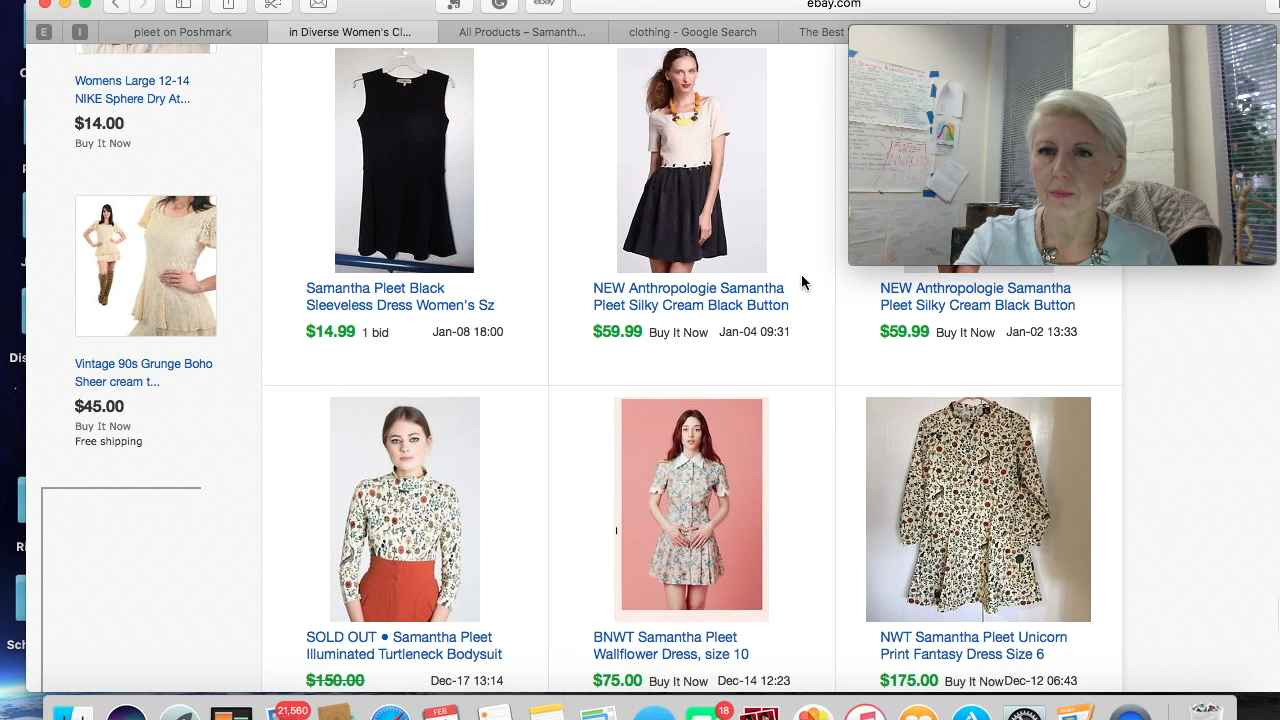 ebay.com
E
I
pleet on Poshmark
in Diverse Women's Cl...
All Products – Samanth...
clothing - Google Search
The Best
Womens Large 12-14
NIKE Sphere Dry At...
$14.00
Buy It Now
Vintage 90s Grunge Boho
Sheer cream t...
$45.00
Buy It Now
Free shipping
Samantha Pleet Black
Sleeveless Dress Women's Sz
$14.99 1 bid Jan-08 18:00
NEW Anthropologie Samantha
Pleet Silky Cream Black Button
$59.99 Buy It Now Jan-04 09:31
NEW Anthropologie Samantha
Pleet Silky Cream Black Button
$59.99 Buy It Now Jan-02 13:33
SOLD OUT ● Samantha Pleet
Illuminated Turtleneck Bodysuit
$150.00 Dec-17 13:14
BNWT Samantha Pleet
Wallflower Dress, size 10
$75.00 Buy It Now Dec-14 12:23
NWT Samantha Pleet Unicorn
Print Fantasy Dress Size 6
$175.00 Buy It Now Dec-12 06:43
21,560
FEB
18